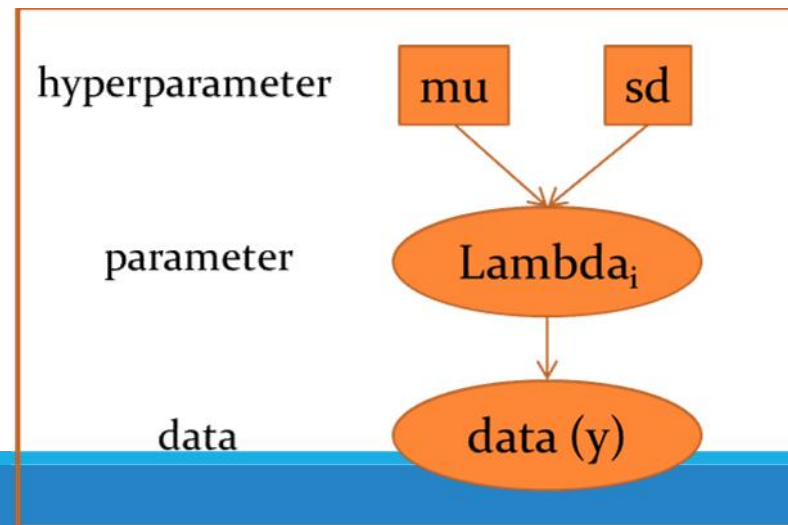 hyperparameter mu sd
parameter Lambdaᵢ
data data (y)